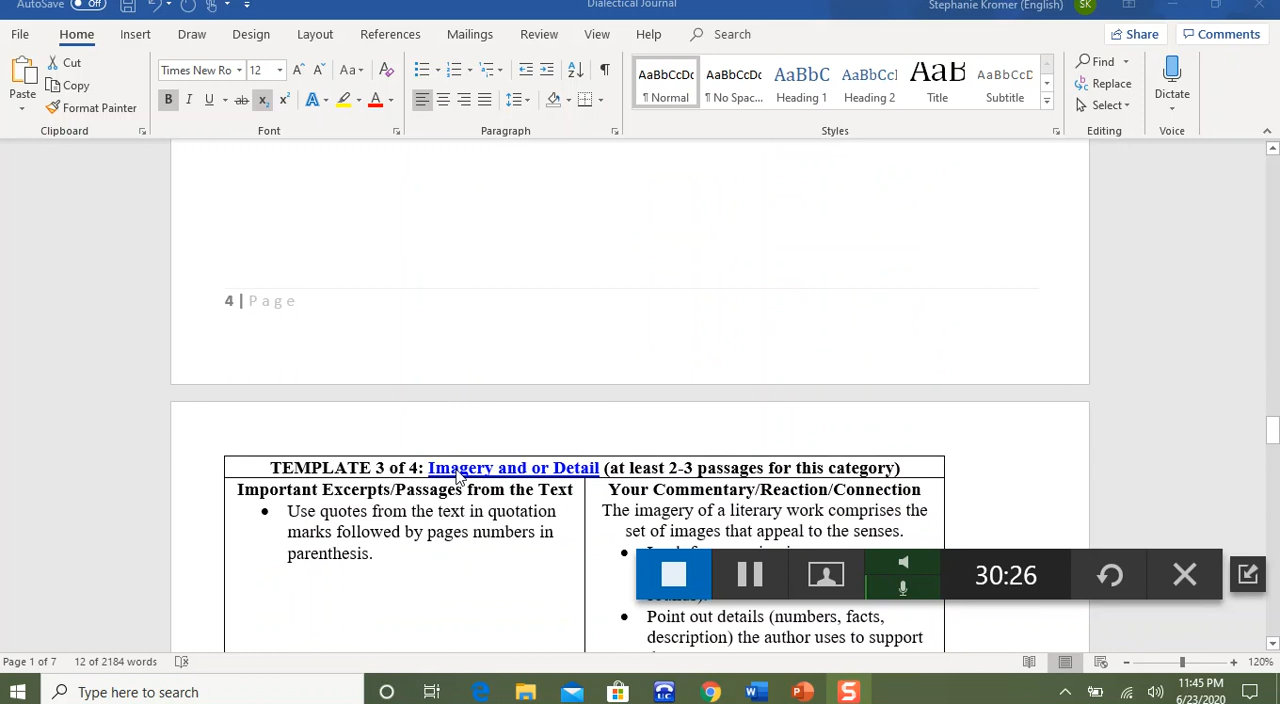 AutoSave Off Dialectical Journal Stephanie Kromer (English) SK
File Home Insert Draw Design Layout References Mailings Review View Help Search Share Comments
Paste Cut Copy Format Painter
Times New Ro 12 Aa
B I U ab x₂ x² A A
AaBbCcDc AaBbCcDc AaBbC AaBbCcl AaB AaBbCcD
¶ Normal ¶ No Spac... Heading 1 Heading 2 Title Subtitle
Find Replace Select Dictate
Clipboard Font Paragraph Styles Editing Voice
4 | Page
TEMPLATE 3 of 4: Imagery and or Detail (at least 2-3 passages for this category)
Important Excerpts/Passages from the Text
• Use quotes from the text in quotation
marks followed by pages numbers in
parenthesis.
Your Commentary/Reaction/Connection
The imagery of a literary work comprises the
set of images that appeal to the senses.
• Point out details (numbers, facts,
description) the author uses to support
30:26
Page 1 of 7 12 of 2184 words 120%
Type here to search 11:45 PM
6/23/2020